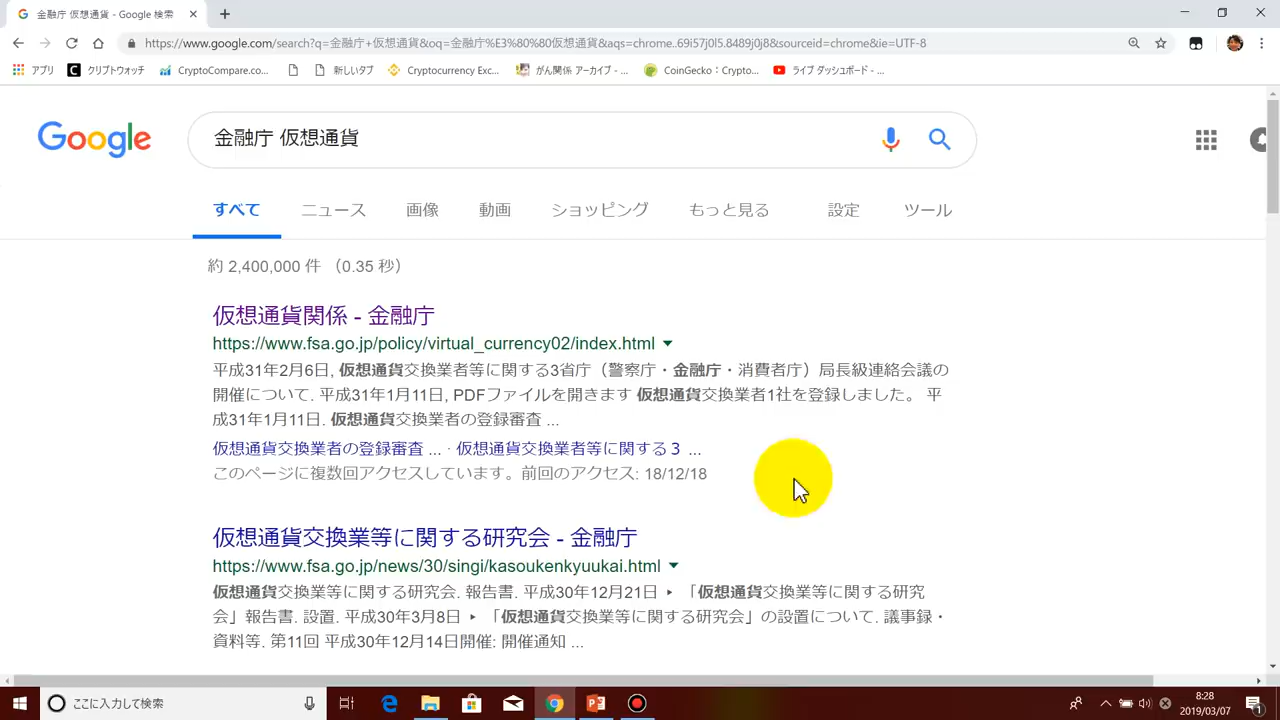 金融庁 仮想通貨 - Google 検索
https://www.google.com/search?q=金融庁+仮想通貨&oq=金融庁%E3%80%80仮想通貨&aqs=chrome..69i57j0l5.8489j0j8&sourceid=chrome&ie=UTF-8
アプリ クリプトウォッチ CryptoCompare.co... 新しいタブ Cryptocurrency Exc... がん関係 アーカイブ - ... CoinGecko：Crypto... ライブ ダッシュボード - ...
Google 金融庁 仮想通貨
すべて ニュース 画像 動画 ショッピング もっと見る 設定 ツール
約 2,400,000 件 （0.35 秒）
仮想通貨関係 - 金融庁
https://www.fsa.go.jp/policy/virtual_currency02/index.html
平成31年2月6日, 仮想通貨交換業者等に関する3省庁（警察庁・金融庁・消費者庁）局長級連絡会議の
開催について. 平成31年1月11日, PDFファイルを開きます 仮想通貨交換業者1社を登録しました。 平
成31年1月11日. 仮想通貨交換業者の登録審査 ...
仮想通貨交換業者の登録審査 ... · 仮想通貨交換業者等に関する３ ...
このページに複数回アクセスしています。前回のアクセス: 18/12/18
仮想通貨交換業等に関する研究会 - 金融庁
https://www.fsa.go.jp/news/30/singi/kasoukenkyuukai.html
仮想通貨交換業等に関する研究会. 報告書. 平成30年12月21日 ▸ 「仮想通貨交換業等に関する研究
会」報告書. 設置. 平成30年3月8日 ▸ 「仮想通貨交換業等に関する研究会」の設置について. 議事録・
資料等. 第11回 平成30年12月14日開催: 開催通知 ...
ここに入力して検索
8:28
2019/03/07